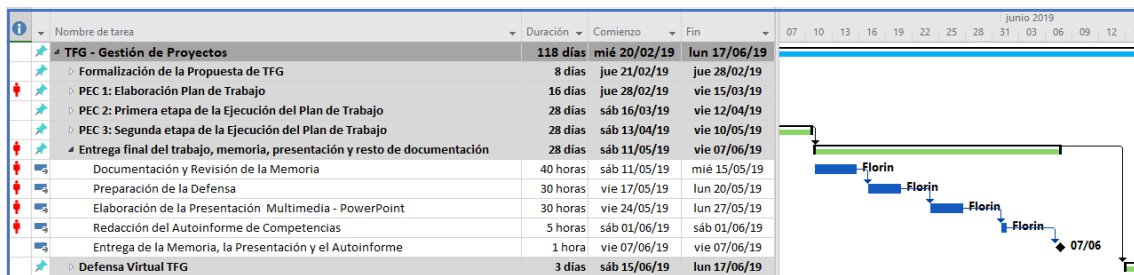 junio 2019
Nombre de tarea Duración Comienzo Fin 07 10 13 16 19 22 25 28 31 03 06 09 12
TFG - Gestión de Proyectos 118 días mié 20/02/19 lun 17/06/19
Formalización de la Propuesta de TFG 8 días jue 21/02/19 jue 28/02/19
PEC 1: Elaboración Plan de Trabajo 16 días jue 28/02/19 vie 15/03/19
PEC 2: Primera etapa de la Ejecución del Plan de Trabajo 28 días sáb 16/03/19 vie 12/04/19
PEC 3: Segunda etapa de la Ejecución del Plan de Trabajo 28 días sáb 13/04/19 vie 10/05/19
Entrega final del trabajo, memoria, presentación y resto de documentación 28 días sáb 11/05/19 vie 07/06/19
Documentación y Revisión de la Memoria 40 horas sáb 11/05/19 mié 15/05/19 Florin
Preparación de la Defensa 30 horas vie 17/05/19 lun 20/05/19 Florin
Elaboración de la Presentación Multimedia - PowerPoint 30 horas vie 24/05/19 lun 27/05/19 Florin
Redacción del Autoinforme de Competencias 5 horas sáb 01/06/19 sáb 01/06/19 Florin
Entrega de la Memoria, la Presentación y el Autoinforme 1 hora vie 07/06/19 vie 07/06/19 07/06
Defensa Virtual TFG 3 días sáb 15/06/19 lun 17/06/19